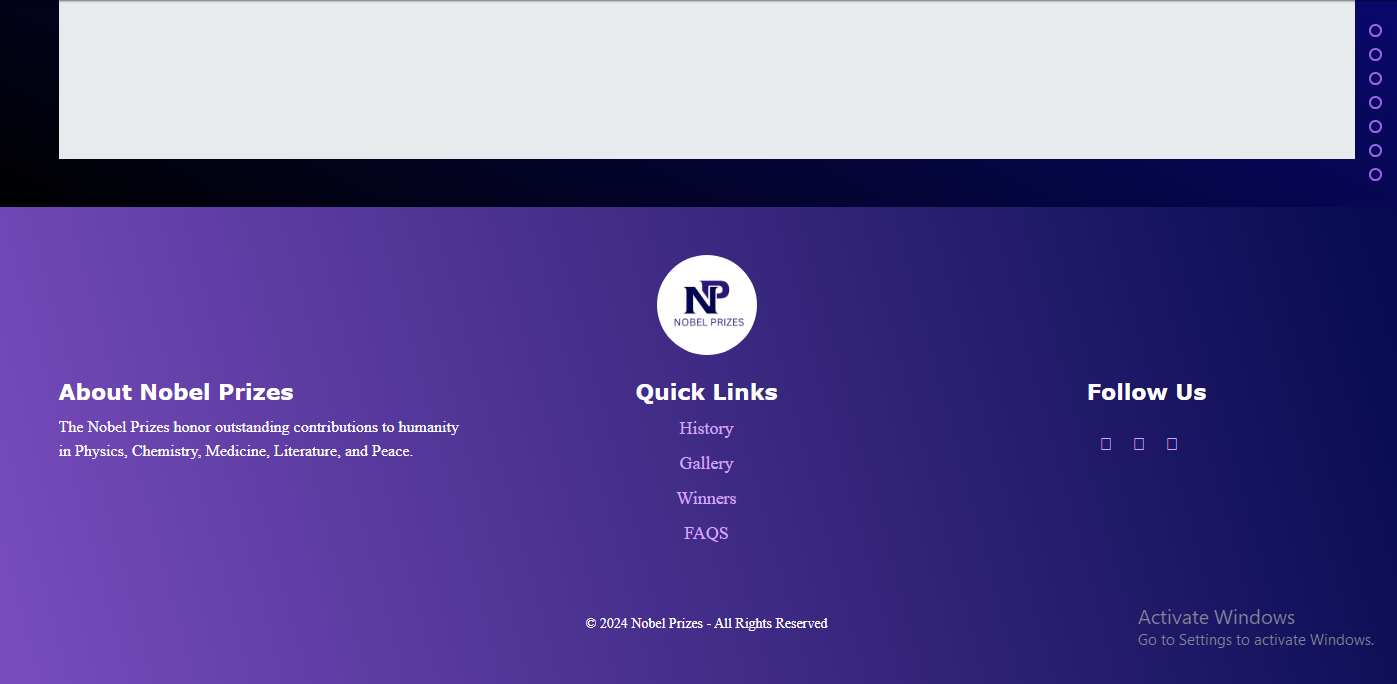 NP
NOBEL PRIZES
About Nobel Prizes
The Nobel Prizes honor outstanding contributions to humanity
in Physics, Chemistry, Medicine, Literature, and Peace.
Quick Links
History
Gallery
Winners
FAQS
Follow Us
© 2024 Nobel Prizes - All Rights Reserved
Activate Windows
Go to Settings to activate Windows.